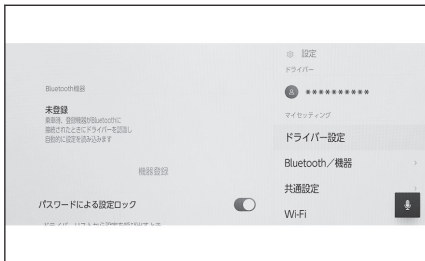 Bluetooth機器
未登録
乗車時、登録機器がBluetoothに
接続されたときにドライバーを認識し
自動的に設定を読み込みます
機器登録
パスワードによる設定ロック
設定
ドライバー
**********
マイセッティング
ドライバー設定
Bluetooth／機器
共通設定
Wi-Fi